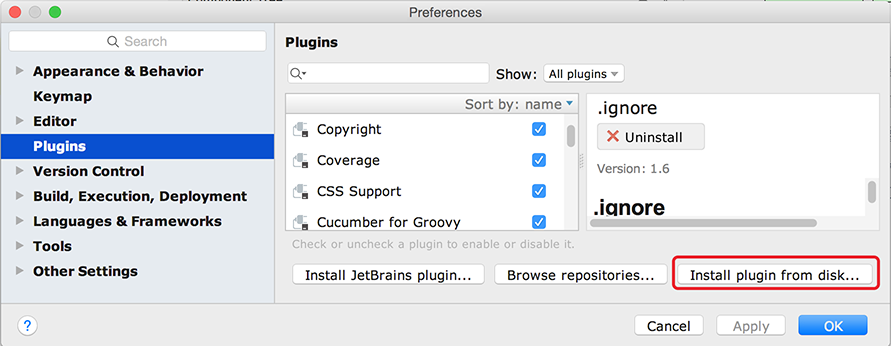 Preferences
Search
Appearance & Behavior
Keymap
Editor
Plugins
Version Control
Build, Execution, Deployment
Languages & Frameworks
Tools
Other Settings
Plugins
Show: All plugins
Sort by: name
Copyright
Coverage
CSS Support
Cucumber for Groovy
Check or uncheck a plugin to enable or disable it.
.ignore
Uninstall
Version: 1.6
.ignore
Install JetBrains plugin...
Browse repositories...
Install plugin from disk...
?
Cancel
Apply
OK